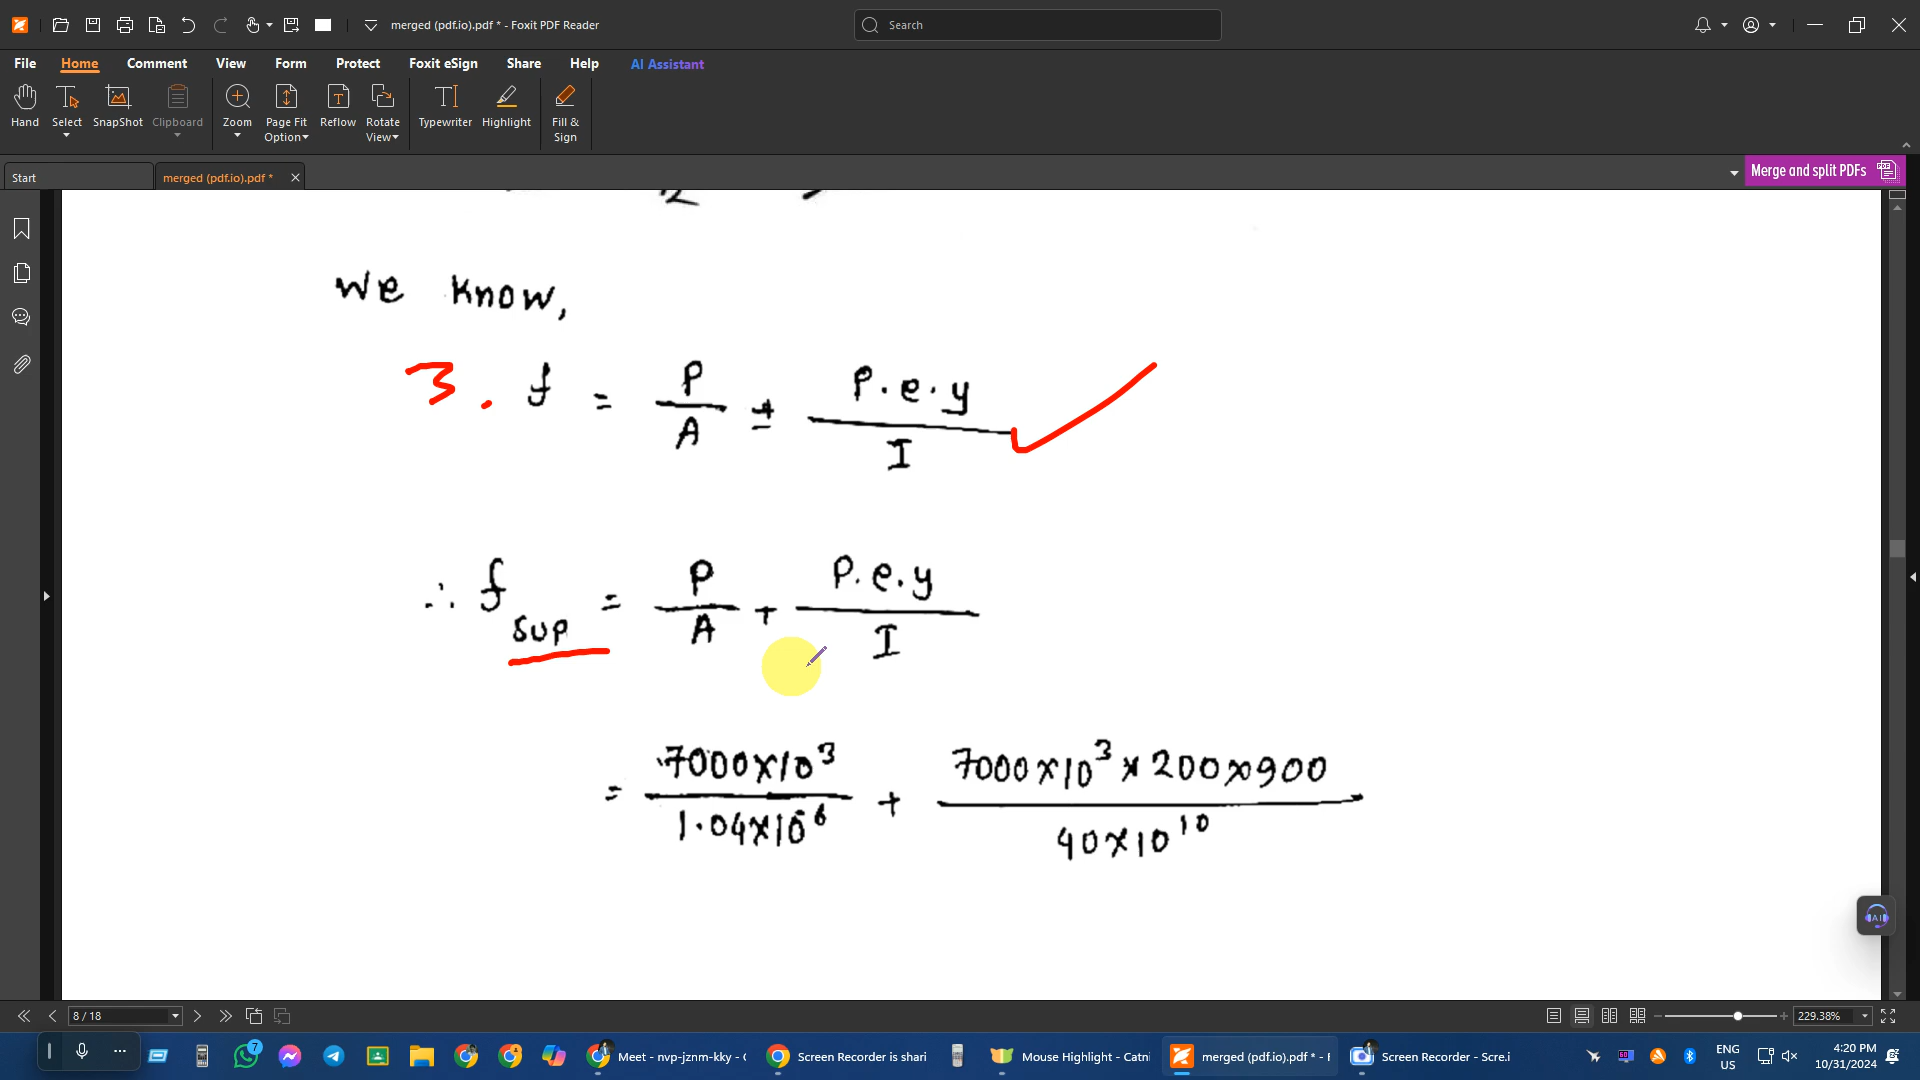 merged (pdf.io).pdf * - Foxit PDF Reader
Search
File Home Comment View Form Protect Foxit eSign Share Help AI Assistant
Hand Select SnapShot Clipboard Zoom Page Fit Option Reflow Rotate View Typewriter Highlight Fill & Sign
Start merged (pdf.io).pdf * Merge and split PDFs
We know,
3. f = P/A ± P.e.y/I
∴ f sup = P/A + P.e.y/I
= 7000×10³/1.04×10⁶ + 7000×10³×200×900/40×10¹⁰
AI
8 / 18 229.38%
7 Meet - nvp-jznm-kky - Screen Recorder is shari Mouse Highlight - Catni merged (pdf.io).pdf * - F Screen Recorder - Scre.i 60 ENG US 4:20 PM 10/31/2024